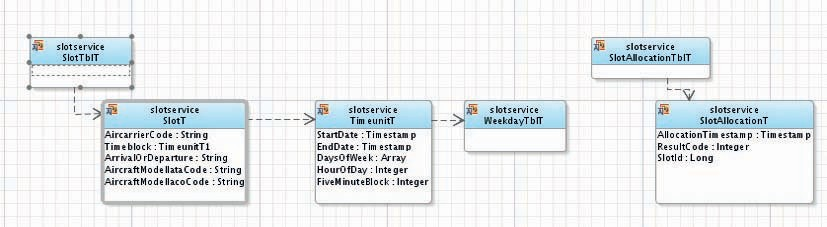 slotservice
SlotTblT
slotservice
SlotAllocationTblT
slotservice
SlotT
AircarrierCode : String
Timeblock : TimeunitT1
ArrivalOrDeparture : String
AircraftModelIataCode : String
AircraftModelIacoCode : String
slotservice
TimeunitT
StartDate : Timestamp
EndDate : Timestamp
DaysOfWeek : Array
HourOfDay : Integer
FiveMinuteBlock : Integer
slotservice
WeekdayTblT
slotservice
SlotAllocationT
AllocationTimestamp : Timestamp
ResultCode : Integer
SlotId : Long